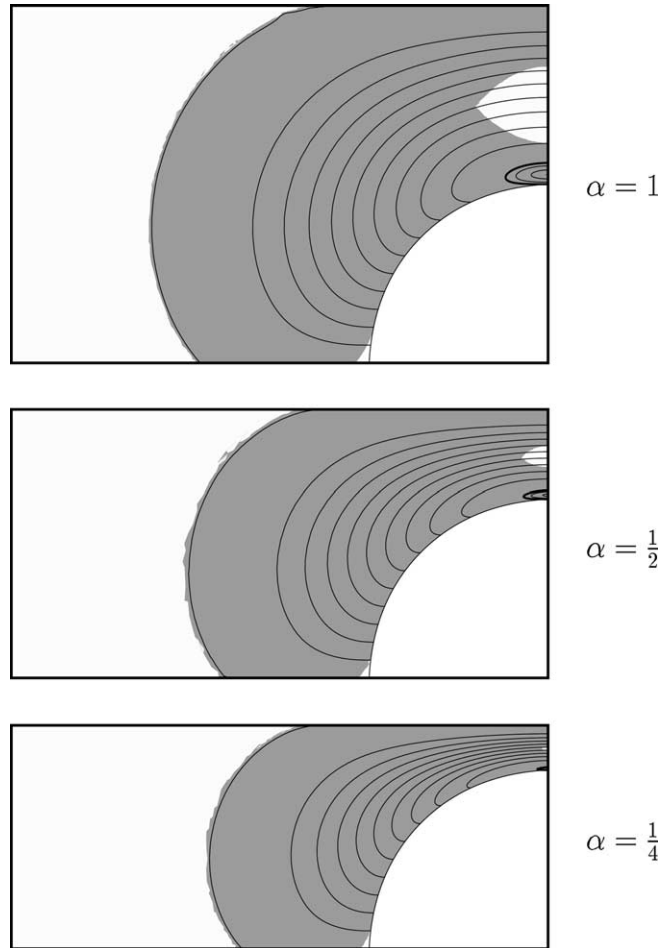 α = 1
α = 1/2
α = 1/4